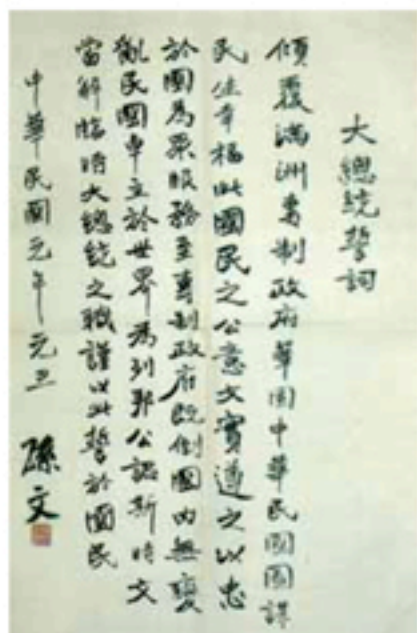 大總統誓詞
傾覆滿洲專制政府鞏固中華民國圖謀
民生幸福此國民之公意文實遵之以忠
於國為眾服務至專制政府既倒國內無變
亂民國卓立於世界為列邦公認斯時文
當解臨時大總統之職謹以此誓於國民
中華民國元年元旦 孫文